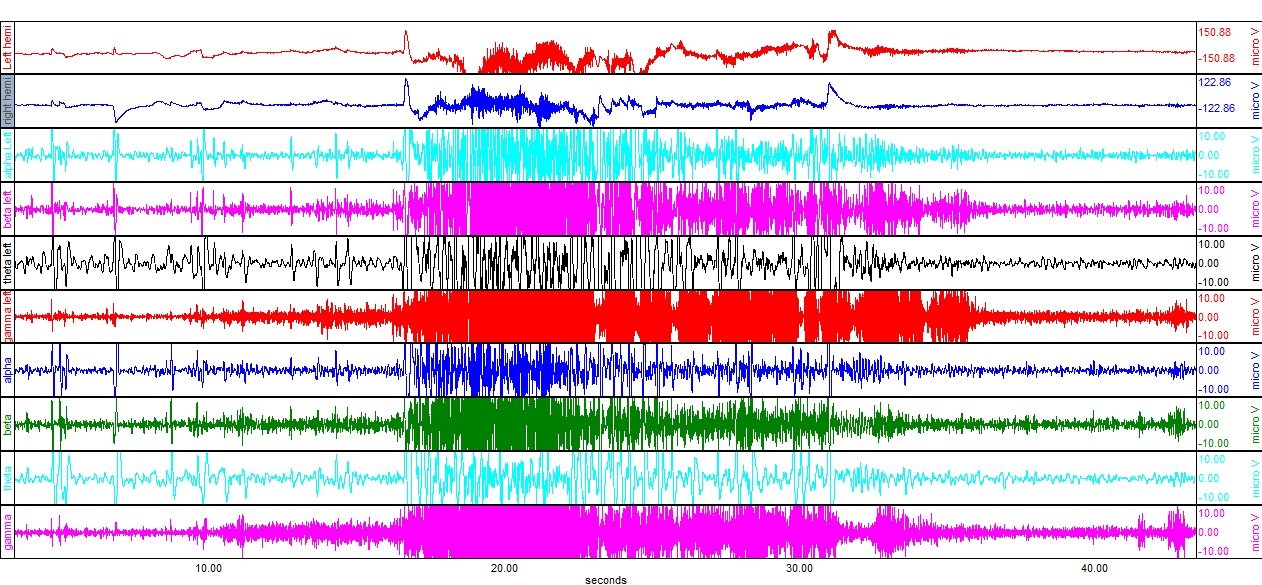 Left hemi
150.88
-150.88
micro V
right hemi
122.86
-122.86
micro V
alpha Left
10.00
0.00
-10.00
micro V
beta left
10.00
0.00
-10.00
micro V
theta left
10.00
0.00
-10.00
micro V
gamma left
10.00
0.00
-10.00
micro V
alpha
10.00
0.00
-10.00
micro V
beta
10.00
0.00
-10.00
micro V
theta
10.00
0.00
-10.00
micro V
gamma
10.00
0.00
-10.00
micro V
10.00 20.00 30.00 40.00
seconds